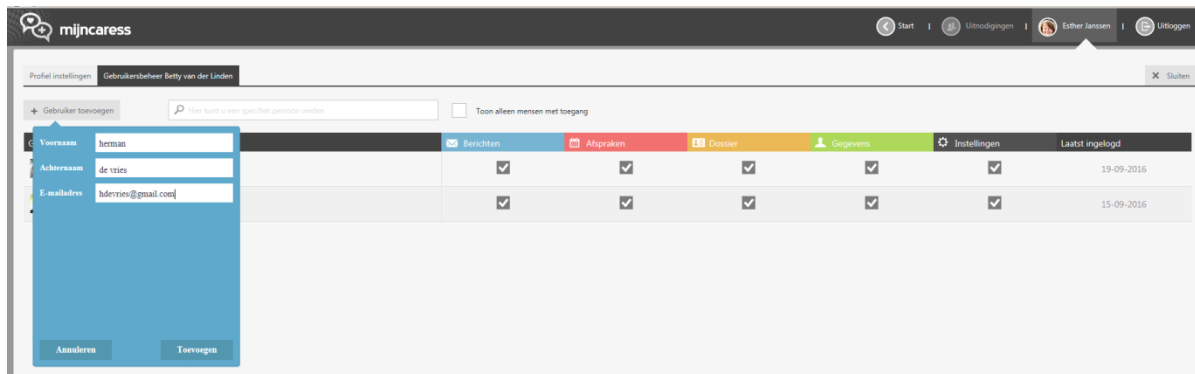 mijncaress
Start
Uitnodigingen
Esther Janssen
Uitloggen
Profiel instellingen
Gebruikersbeheer Betty van der Linden
X Sluiten
+ Gebruiker toevoegen
Hier kunt u een specifiek persoon vinden
Toon alleen mensen met toegang
Berichten
Afspraken
Dossier
Gegevens
Instellingen
Laatst ingelogd
Voornaam
herman
Achternaam
de vries
E-mailadres
hdevries@gmail.com
19-09-2016
15-09-2016
Annuleren
Toevoegen